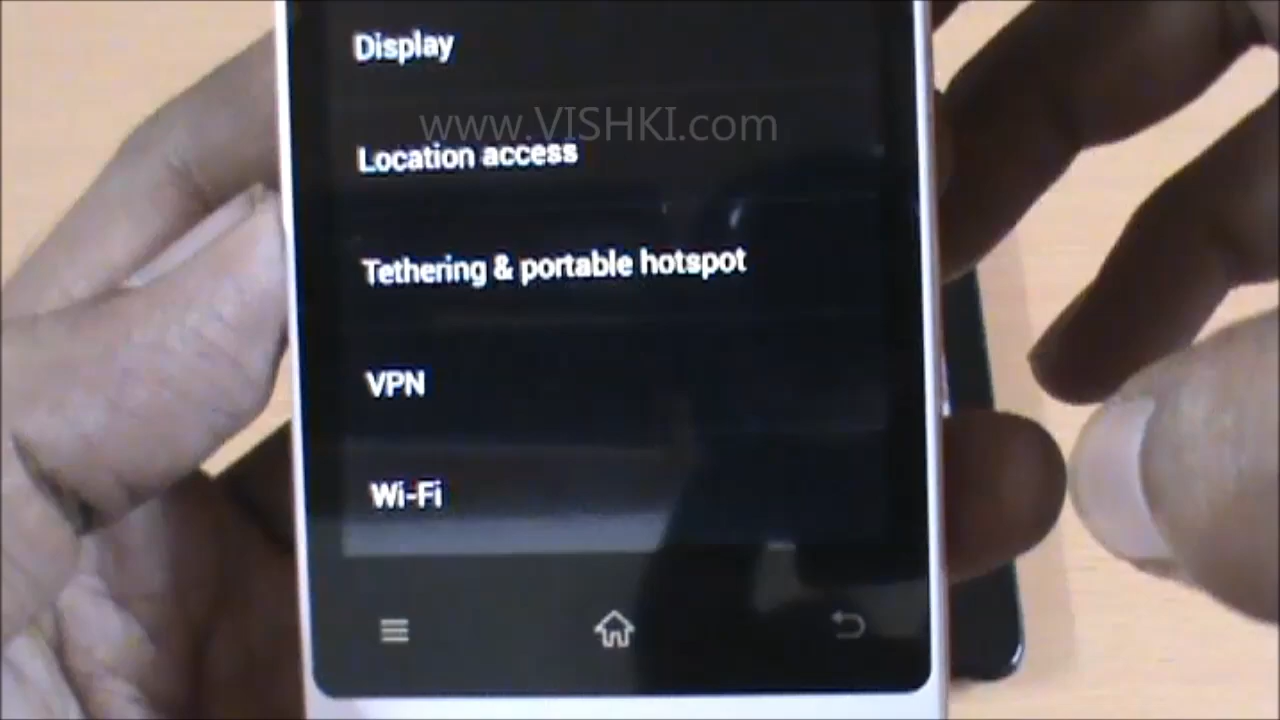 Display
www.VISHKI.com
Location access
Tethering & portable hotspot
VPN
Wi-Fi